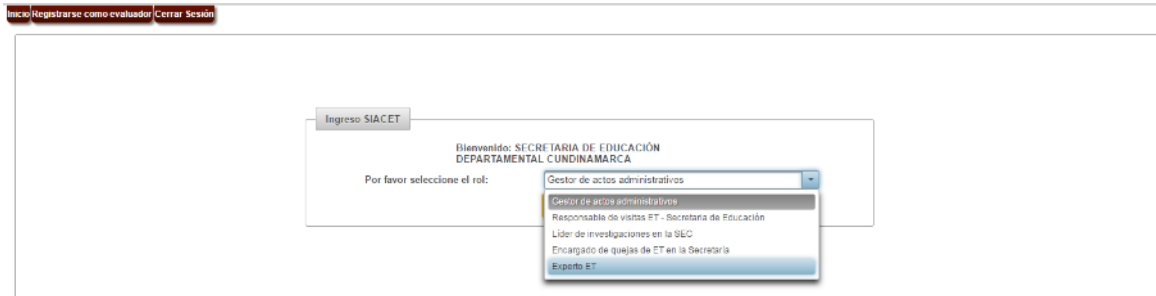 Inicio Registrarse como evaluador Cerrar Sesión
Ingreso SIACET
Bienvenido: SECRETARIA DE EDUCACIÓN
DEPARTAMENTAL CUNDINAMARCA
Por favor seleccione el rol: Gestor de actos administrativos
Gestor de actos administrativos
Responsable de visitas ET - Secretaria de Educación
Lider de investigaciones en la SEC
Encargado de quejas de ET en la Secretaría
Experto ET